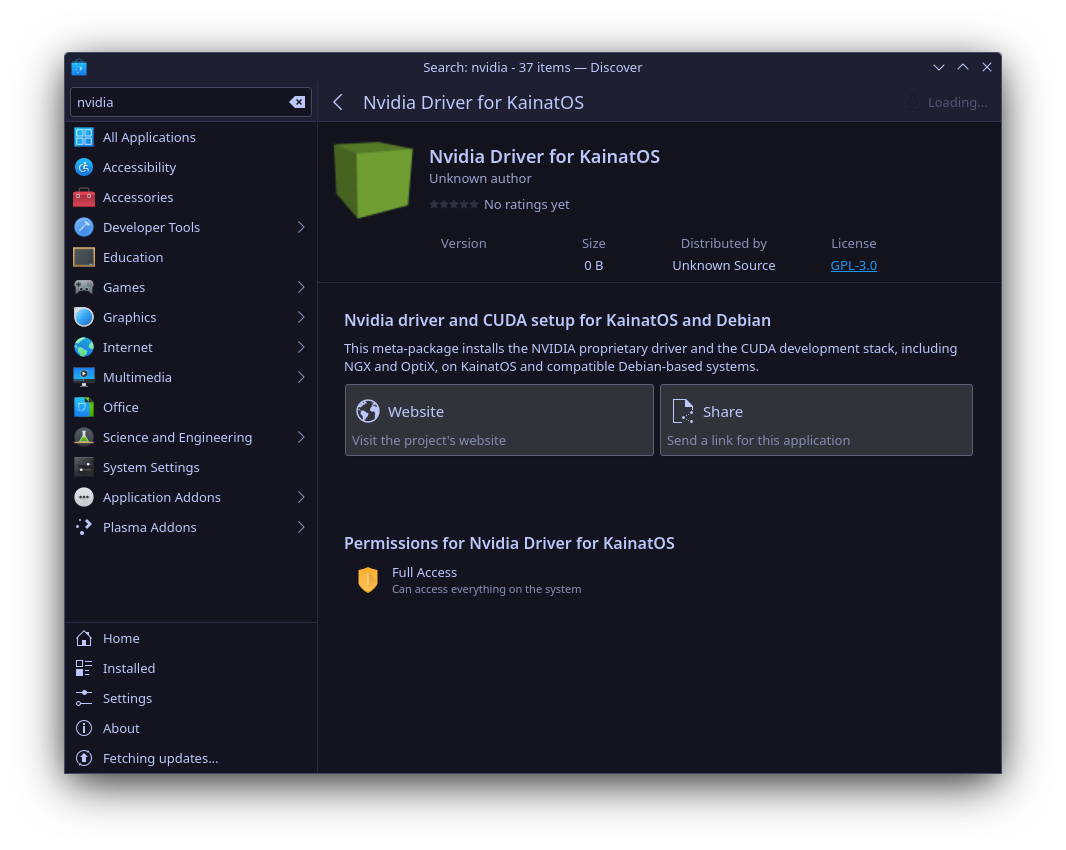 Search: nvidia - 37 items — Discover
nvidia
Nvidia Driver for KainatOS
Loading...
All Applications
Accessibility
Accessories
Developer Tools
Education
Games
Graphics
Internet
Multimedia
Office
Science and Engineering
System Settings
Application Addons
Plasma Addons
Home
Installed
Settings
About
Fetching updates...
Nvidia Driver for KainatOS
Unknown author
No ratings yet
Version Size Distributed by License
0 B Unknown Source GPL-3.0
Nvidia driver and CUDA setup for KainatOS and Debian
This meta-package installs the NVIDIA proprietary driver and the CUDA development stack, including
NGX and OptiX, on KainatOS and compatible Debian-based systems.
Website
Visit the project's website
Share
Send a link for this application
Permissions for Nvidia Driver for KainatOS
Full Access
Can access everything on the system